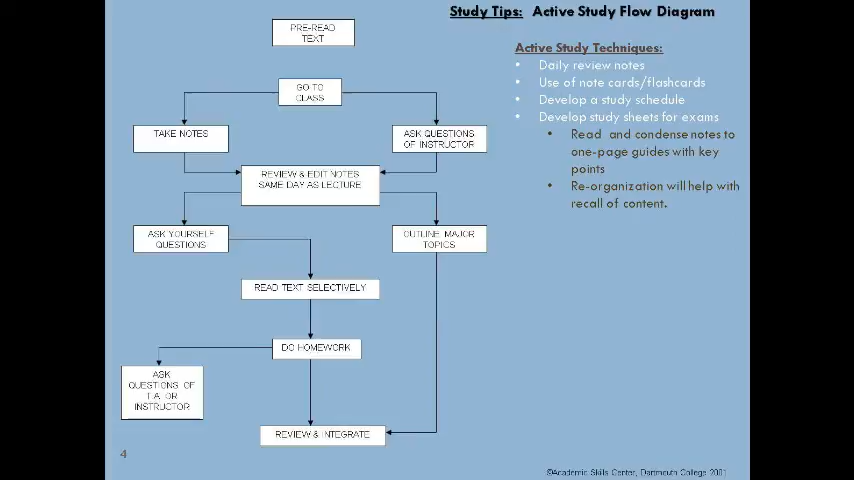 Study Tips: Active Study Flow Diagram
PRE-READ
TEXT
GO TO
CLASS
TAKE NOTES
ASK QUESTIONS
OF INSTRUCTOR
REVIEW & EDIT NOTES
SAME DAY AS LECTURE
ASK YOURSELF
QUESTIONS
OUTLINE MAJOR
TOPICS
READ TEXT SELECTIVELY
DO HOMEWORK
ASK
QUESTIONS OF
T.A. OR
INSTRUCTOR
REVIEW & INTEGRATE
Active Study Techniques:
• Daily review notes
• Use of note cards/flashcards
• Develop a study schedule
• Develop study sheets for exams
• Read and condense notes to
one-page guides with key
points
• Re-organization will help with
recall of content.
4
©Academic Skills Center, Dartmouth College 2001